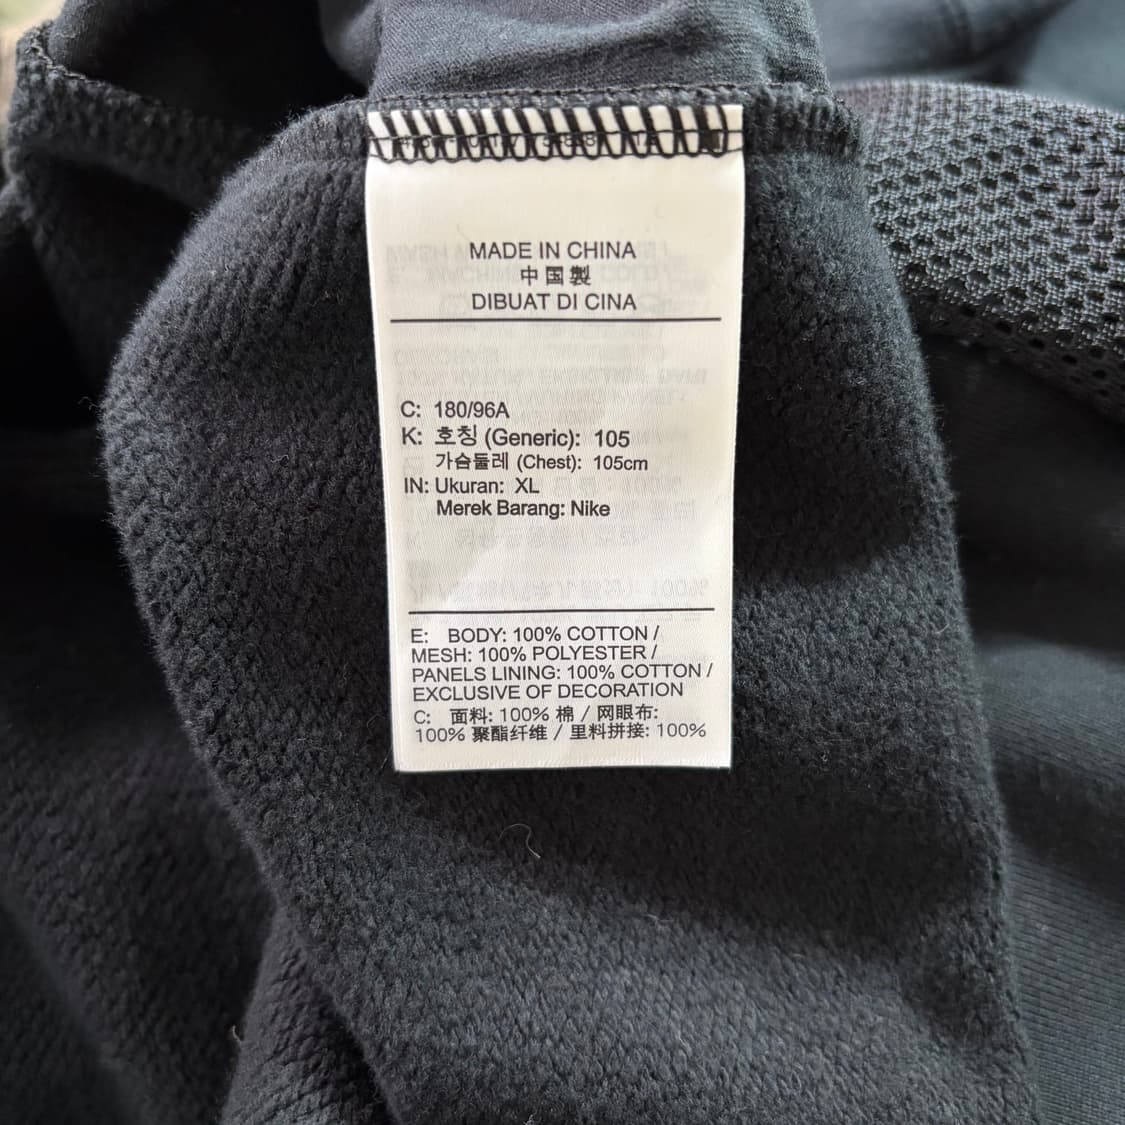 MADE IN CHINA
中国製
DIBUAT DI CINA
C: 180/96A
K: 호칭 (Generic): 105
가슴둘레 (Chest): 105cm
IN: Ukuran: XL
Merek Barang: Nike
E: BODY: 100% COTTON /
MESH: 100% POLYESTER /
PANELS LINING: 100% COTTON /
EXCLUSIVE OF DECORATION
C: 面料: 100% 棉 / 网眼布:
100% 聚酯纤维 / 里料拼接: 100%